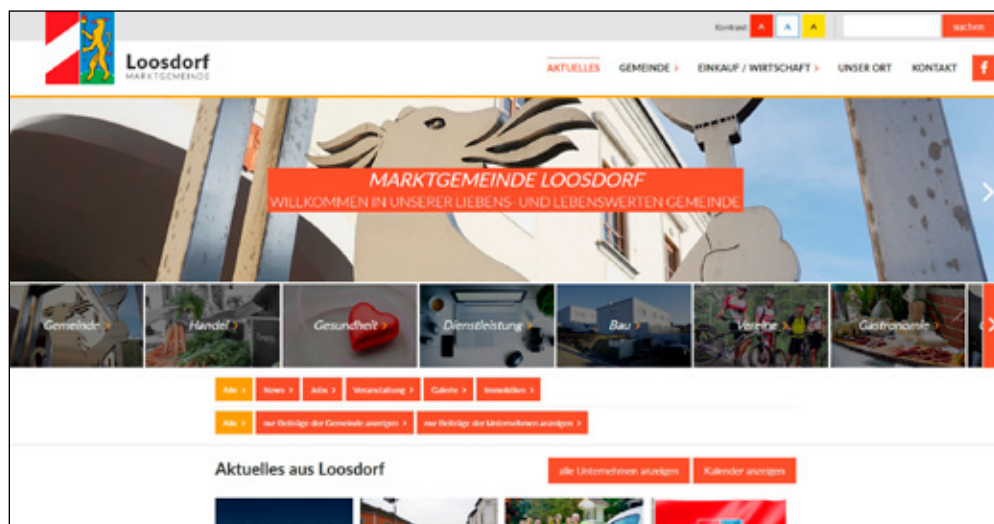 Kontrast A A A suchen
Loosdorf
MARKTGEMEINDE
AKTUELLES GEMEINDE > EINKAUF / WIRTSCHAFT > UNSER ORT KONTAKT f
MARKTGEMEINDE LOOSDORF
WILLKOMMEN IN UNSERER LIEBENS- UND LEBENSWERTEN GEMEINDE
Gemeinde > Handel > Gesundheit > Dienstleistung > Bau > Vereine > Gastronomie >
Alle > News > Jobs > Veranstaltung > Galerie > Immobilien >
Alle > nur Beiträge der Gemeinde anzeigen > nur Beiträge der Unternehmen anzeigen >
Aktuelles aus Loosdorf alle Unternehmen anzeigen Kalender anzeigen